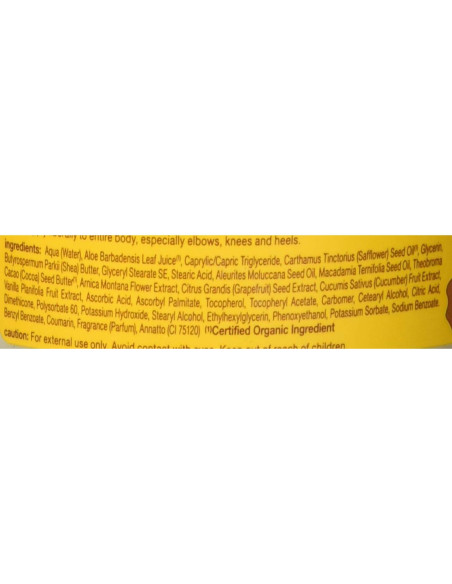 to entire body, especially elbows, knees and heels.
ingredients: Aqua (Water), Aloe Barbadensis Leaf Juice⁽¹⁾, Caprylic/Capric Triglyceride, Carthamus Tinctorius (Safflower) Seed Oil⁽¹⁾, Glycerin,
Butyrospermum Parkii (Shea) Butter, Glyceryl Stearate SE, Stearic Acid, Aleurites Moluccana Seed Oil, Macadamia Ternifolia Seed Oil, Theobroma
Cacao (Cocoa) Seed Butter⁽¹⁾, Arnica Montana Flower Extract, Citrus Grandis (Grapefruit) Seed Extract, Cucumis Sativus (Cucumber) Fruit Extract,
Vanilla Planifolia Fruit Extract, Ascorbic Acid, Ascorbyl Palmitate, Tocopherol, Tocopheryl Acetate, Carbomer, Cetearyl Alcohol, Citric Acid,
Dimethicone, Polysorbate 60, Potassium Hydroxide, Stearyl Alcohol, Ethylhexylglycerin, Phenoxyethanol, Potassium Sorbate, Sodium Benzoate,
Benzyl Benzoate, Coumarin, Fragrance (Parfum), Annatto (CI 75120) ⁽¹⁾Certified Organic Ingredient
caution: For external use only. Avoid contact with eyes. Keep out of reach of children.